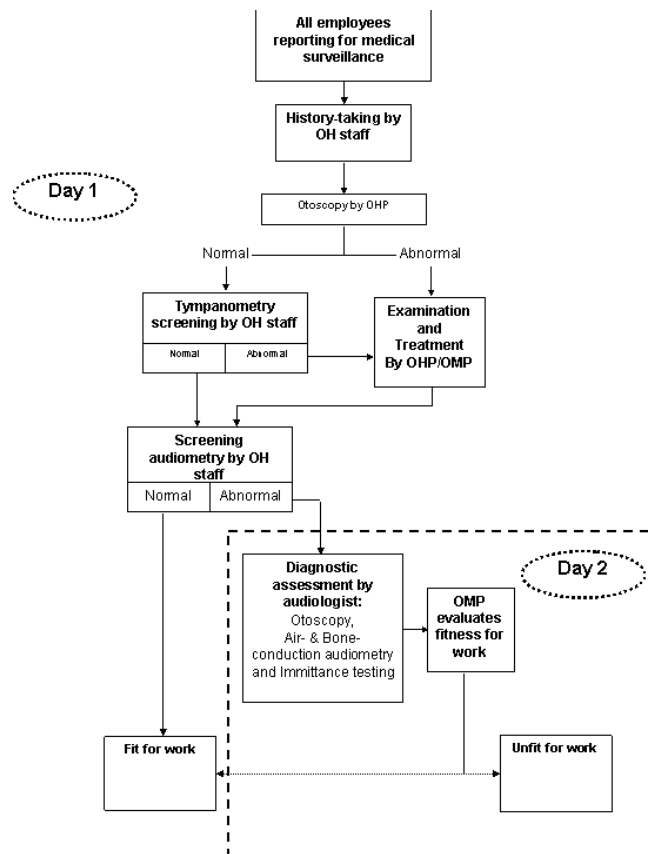 All employees
reporting for medical
surveillance
History-taking by
OH staff
Day 1
Otoscopy by OHP
Normal
Abnormal
Tympanometry
screening by OH staff
Normal
Abnormal
Examination
and
Treatment
By OHP/OMP
Screening
audiometry by OH
staff
Normal
Abnormal
Day 2
Diagnostic
assessment by
audiologist:
Otoscopy,
Air- & Bone-
conduction audiometry
and Immittance testing
OMP
evaluates
fitness for
work
Fit for work
Unfit for work